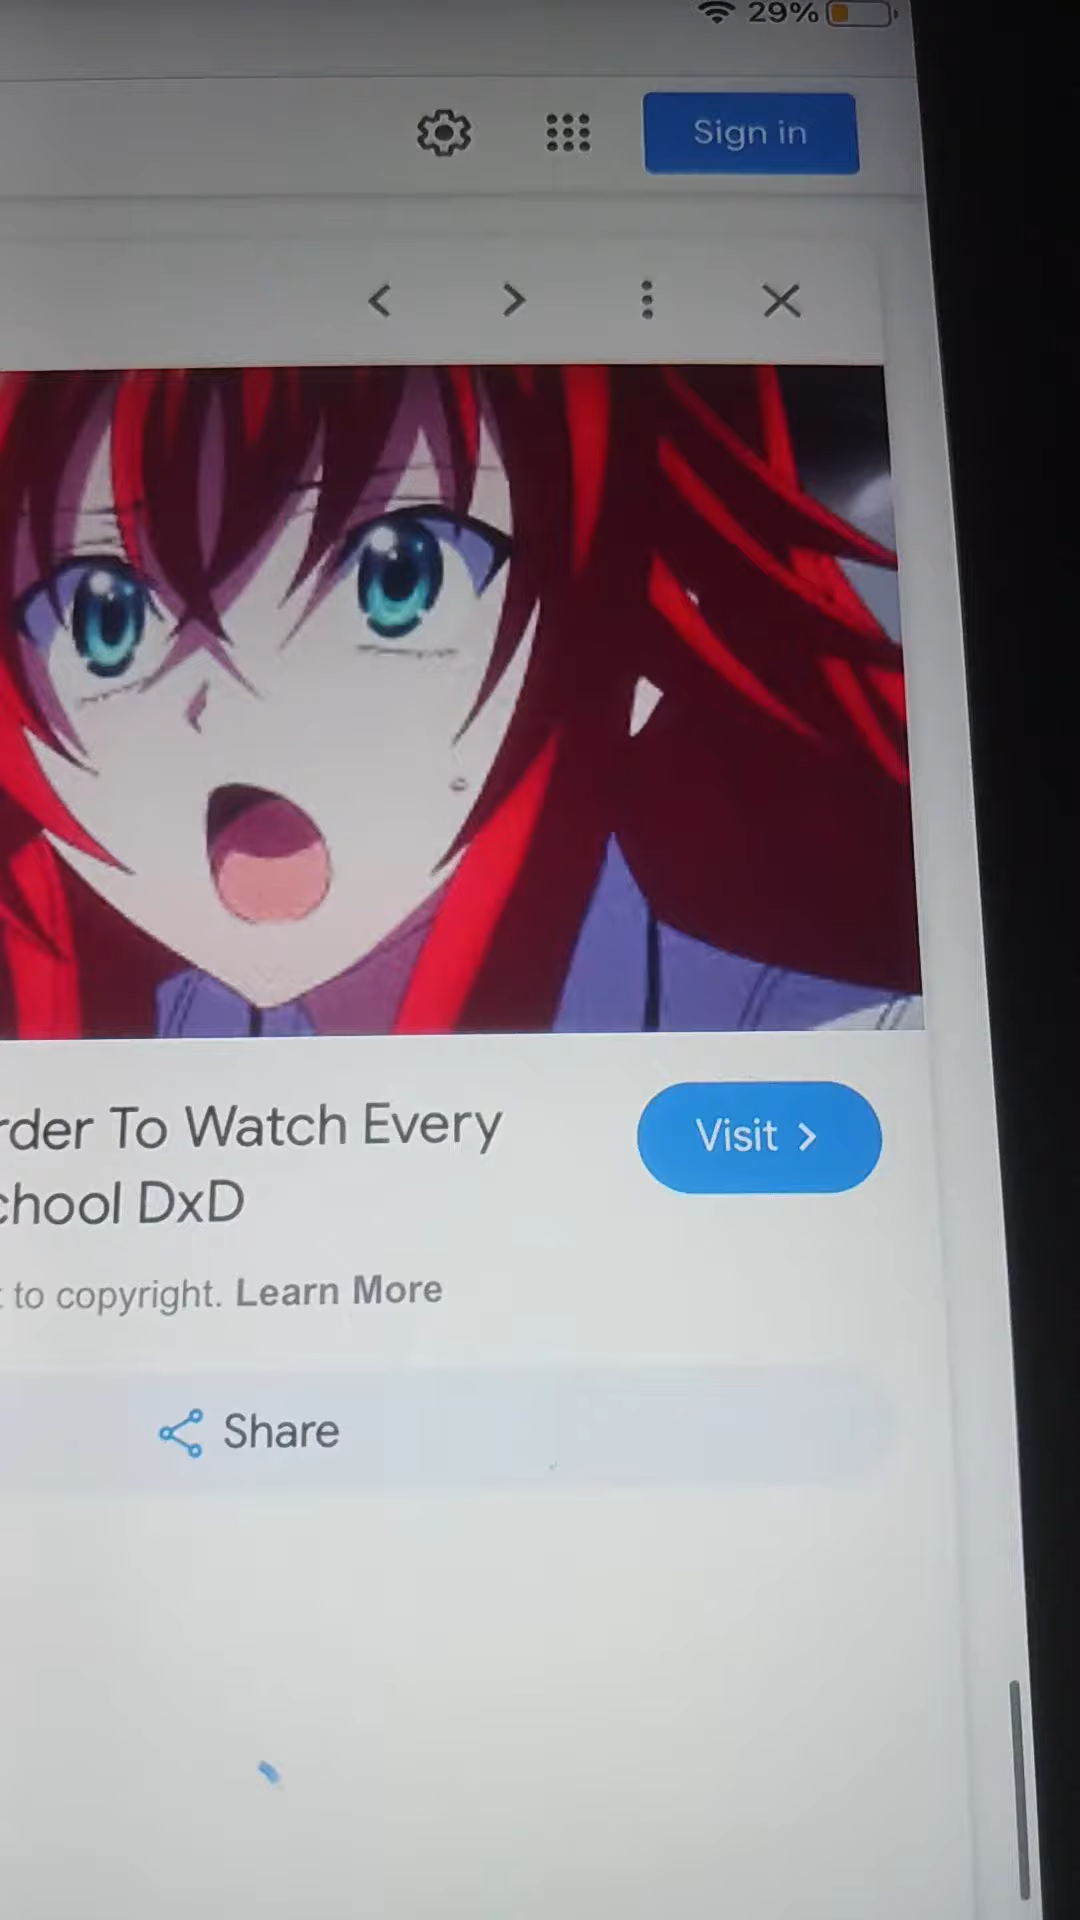 29%
Sign in
rder To Watch Every
chool DxD
to copyright. Learn More
Visit
Share